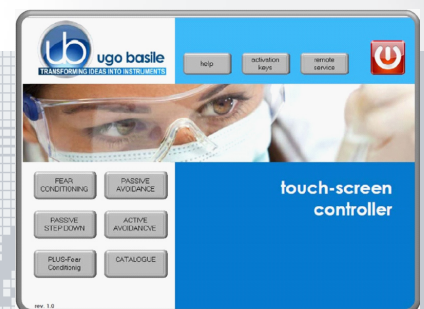 ub
ugo basile
TRANSFORMING IDEAS INTO INSTRUMENTS
help
activation
keys
remote
service
FEAR
CONDITIONING
PASSIVE
AVOIDANCE
PASSIVE
STEP DOWN
ACTIVE
AVOIDANCVE
PLUS-Fear
Conditionig
CATALOGUE
touch-screen
controller
rev. 1.0